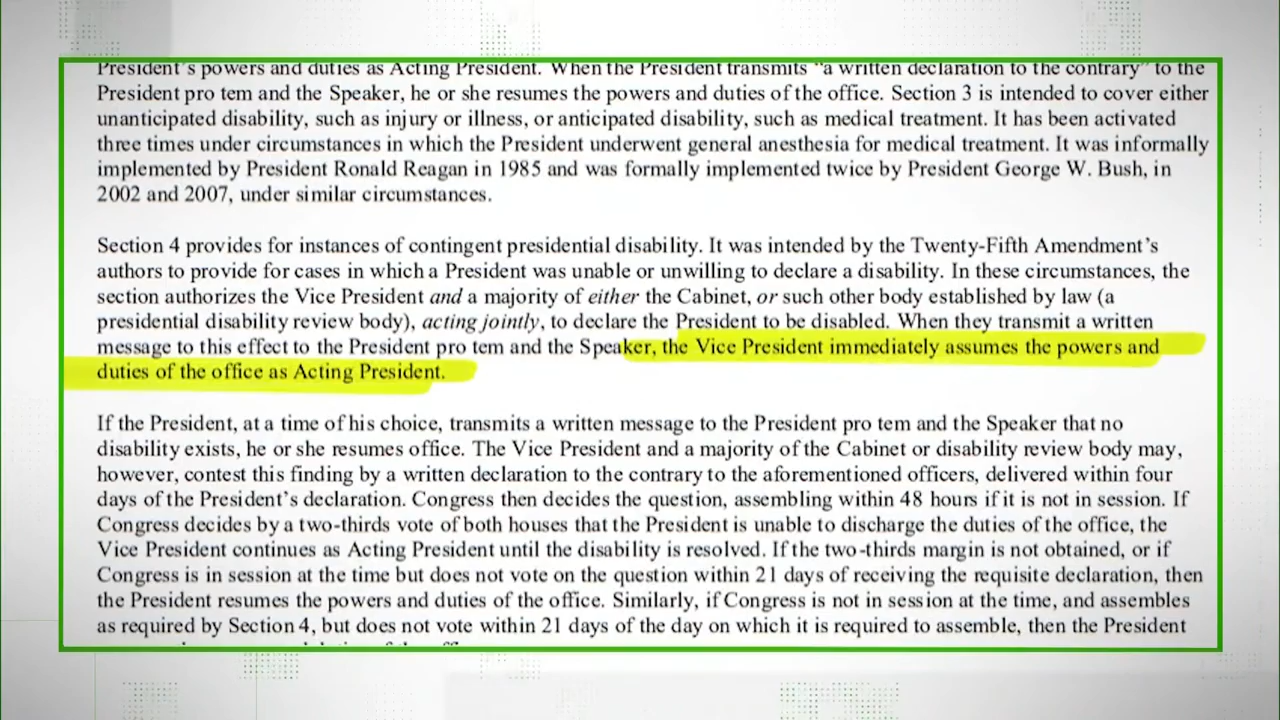 President's powers and duties as Acting President. When the President transmits "a written declaration to the contrary" to the
President pro tem and the Speaker, he or she resumes the powers and duties of the office. Section 3 is intended to cover either
unanticipated disability, such as injury or illness, or anticipated disability, such as medical treatment. It has been activated
three times under circumstances in which the President underwent general anesthesia for medical treatment. It was informally
implemented by President Ronald Reagan in 1985 and was formally implemented twice by President George W. Bush, in
2002 and 2007, under similar circumstances.
Section 4 provides for instances of contingent presidential disability. It was intended by the Twenty-Fifth Amendment's
authors to provide for cases in which a President was unable or unwilling to declare a disability. In these circumstances, the
section authorizes the Vice President and a majority of either the Cabinet, or such other body established by law (a
presidential disability review body), acting jointly, to declare the President to be disabled. When they transmit a written
message to this effect to the President pro tem and the Speaker, the Vice President immediately assumes the powers and
duties of the office as Acting President.
If the President, at a time of his choice, transmits a written message to the President pro tem and the Speaker that no
disability exists, he or she resumes office. The Vice President and a majority of the Cabinet or disability review body may,
however, contest this finding by a written declaration to the contrary to the aforementioned officers, delivered within four
days of the President's declaration. Congress then decides the question, assembling within 48 hours if it is not in session. If
Congress decides by a two-thirds vote of both houses that the President is unable to discharge the duties of the office, the
Vice President continues as Acting President until the disability is resolved. If the two-thirds margin is not obtained, or if
Congress is in session at the time but does not vote on the question within 21 days of receiving the requisite declaration, then
the President resumes the powers and duties of the office. Similarly, if Congress is not in session at the time, and assembles
as required by Section 4, but does not vote within 21 days of the day on which it is required to assemble, then the President